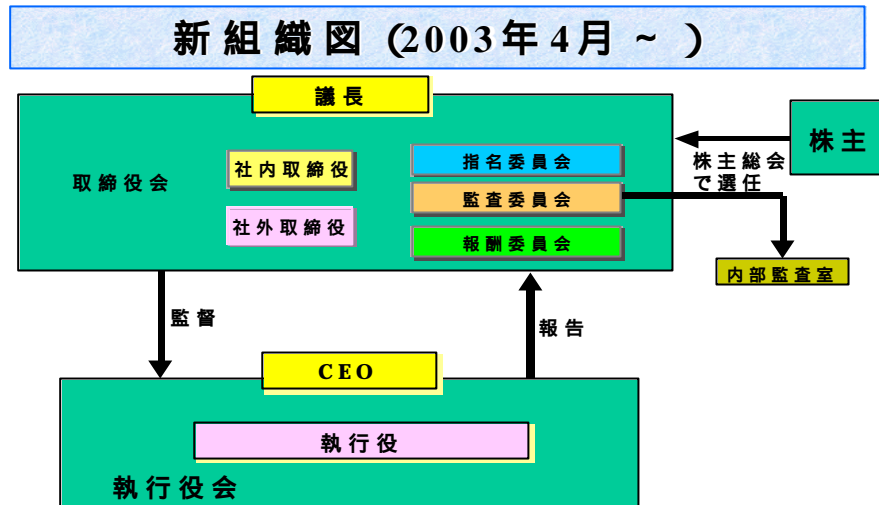 新組織図(2003年4月~ )
議長
株主
取締役会
社内取締役
社外取締役
指名委員会
監査委員会
報酬委員会
株主総会
で選任
内部監査室
監督
報告
CEO
執行役
執行役会